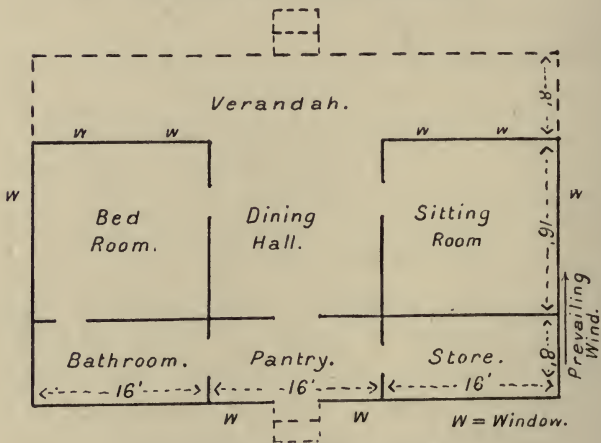 Verandah.
8'
W W W W
W W
Bed
Room.
Dining
Hall.
Sitting
Room
16'
Prevailing
Wind.
Bathroom.
Pantry.
Store.
8'
16' 16' 16'
W W
W = Window.